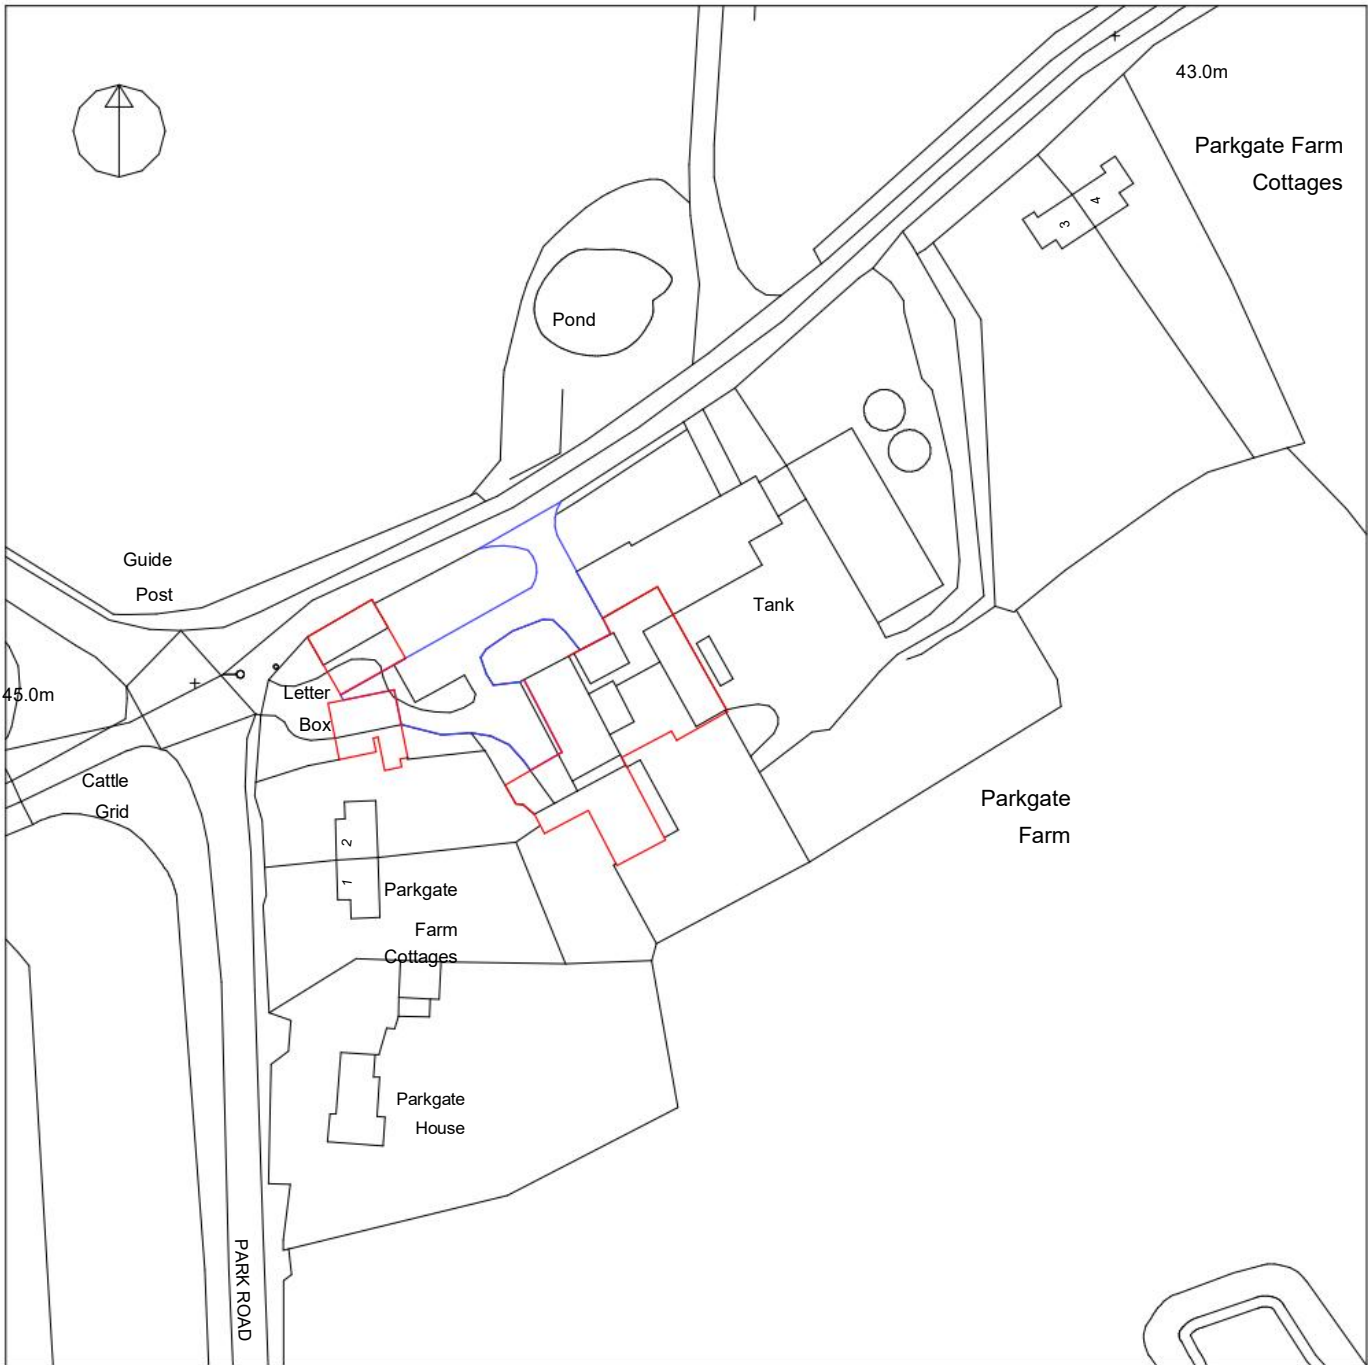 43.0m
Parkgate Farm
Cottages
4
3
Pond
Guide
Post
Tank
45.0m
Letter
Box
Cattle
Grid
Parkgate
Farm
2
1
Parkgate
Farm
Cottages
Parkgate
House
PARK ROAD